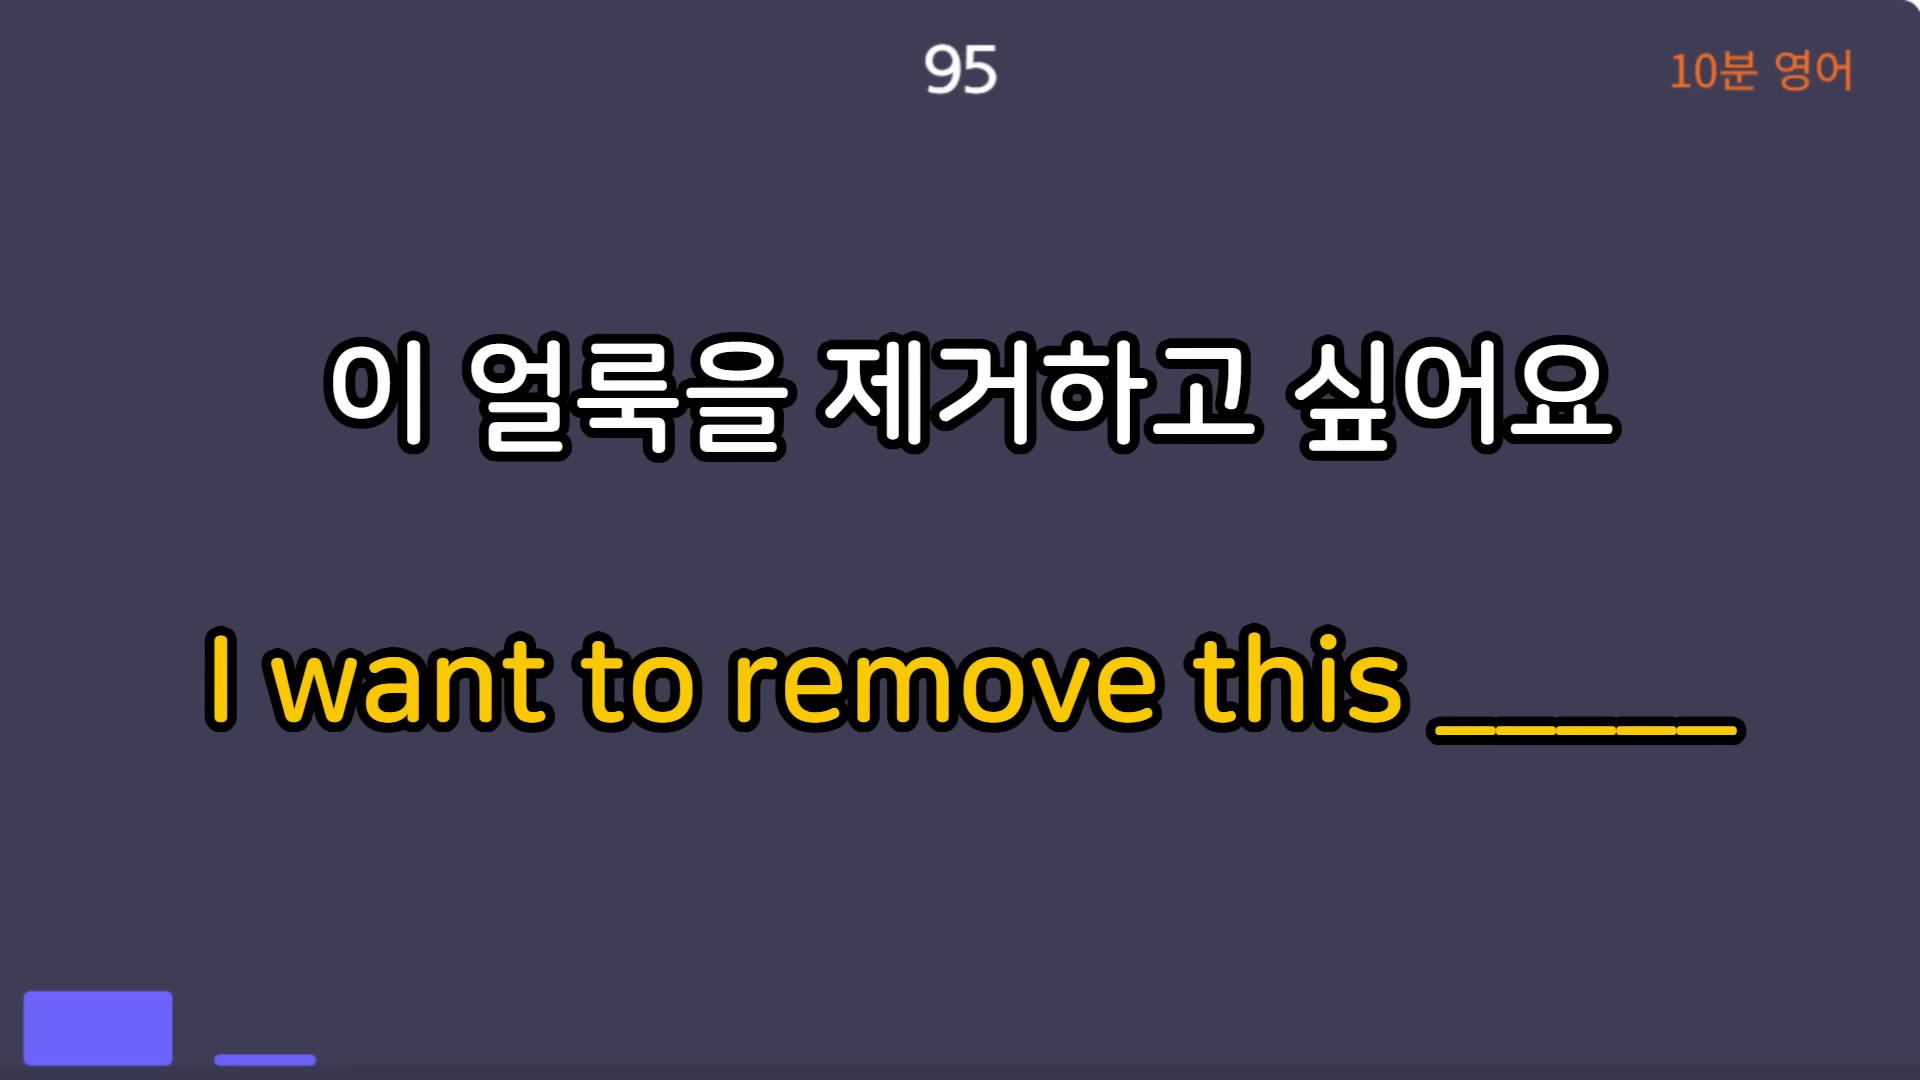 95
10분 영어
이 얼룩을 제거하고 싶어요
I want to remove this _____